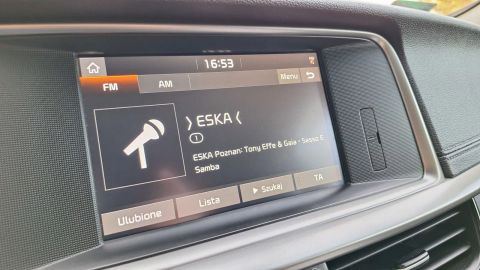 16:53
FM AM Menu
》ESKA《
1
ESKA Poznan: Tony Effe & Gaia - Sesso E
Samba
Ulubione Lista Szukaj TA